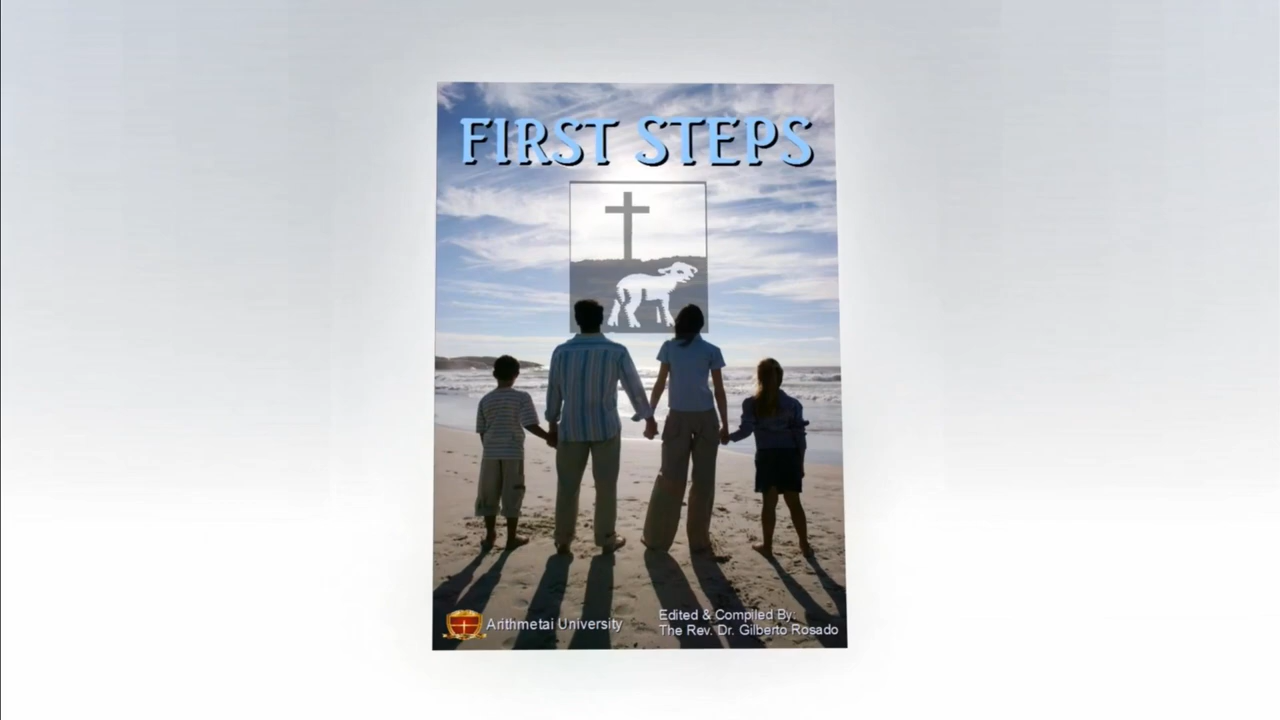 FIRST STEPS
Arithmetai University
Edited & Compiled By:
The Rev. Dr. Gilberto Rosado